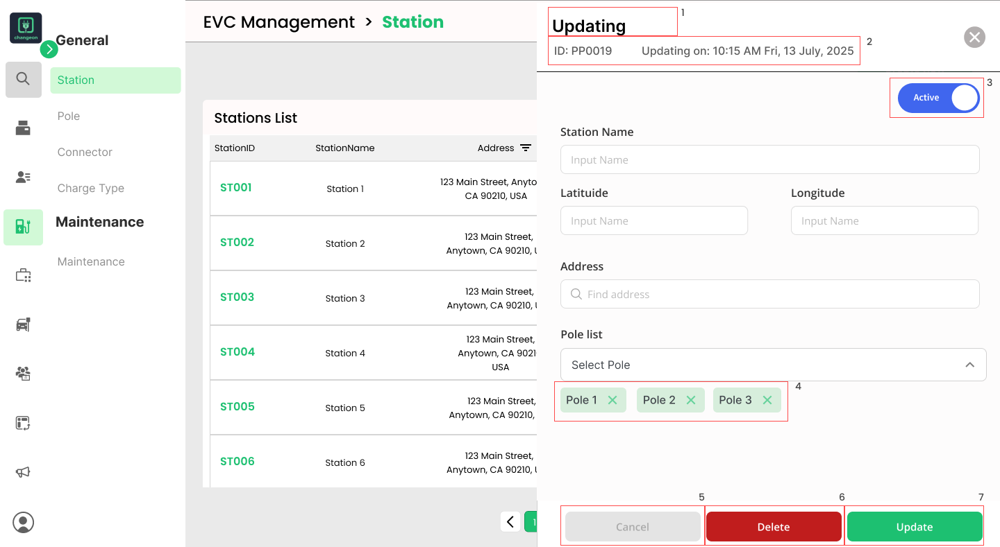 changeon
General
Station
Pole
Connector
Charge Type
Maintenance
Maintenance
EVC Management > Station
Stations List
StationID StationName Address
ST001 Station 1 123 Main Street, Anyto
CA 90210, USA
ST002 Station 2 123 Main Street,
Anytown, CA 90210, U
ST003 Station 3 123 Main Street,
Anytown, CA 90210, U
ST004 Station 4 123 Main Street,
Anytown, CA 9021
USA
ST005 Station 5 123 Main Street,
Anytown, CA 90210,
ST006 Station 6 123 Main Street,
Anytown, CA 90210, U
1
Updating
1
ID: PP0019 Updating on: 10:15 AM Fri, 13 July, 2025
2
Active
3
Station Name
Input Name
Latituide Longitude
Input Name Input Name
Address
Find address
Pole list
Select Pole
Pole 1 Pole 2 Pole 3
4
5 6 7
Cancel Delete Update